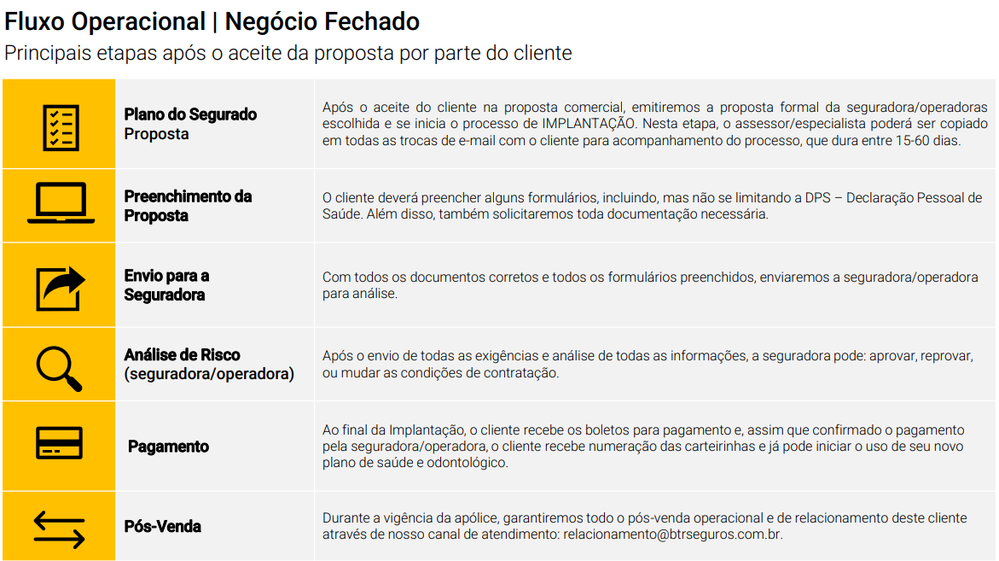 Fluxo Operacional | Negócio Fechado
Principais etapas após o aceite da proposta por parte do cliente
Plano do Segurado
Proposta
Após o aceite do cliente na proposta comercial, emitiremos a proposta formal da seguradora/operadoras
escolhida e se inicia o processo de IMPLANTAÇÃO. Nesta etapa, o assessor/especialista poderá ser copiado
em todas as trocas de e-mail com o cliente para acompanhamento do processo, que dura entre 15-60 dias.
Preenchimento da
Proposta
O cliente deverá preencher alguns formulários, incluindo, mas não se limitando a DPS – Declaração Pessoal de
Saúde. Além disso, também solicitaremos toda documentação necessária.
Envio para a
Seguradora
Com todos os documentos corretos e todos os formulários preenchidos, enviaremos a seguradora/operadora
para análise.
Análise de Risco
(seguradora/operadora)
Após o envio de todas as exigências e análise de todas as informações, a seguradora pode: aprovar, reprovar,
ou mudar as condições de contratação.
Pagamento
Ao final da Implantação, o cliente recebe os boletos para pagamento e, assim que confirmado o pagamento
pela seguradora/operadora, o cliente recebe numeração das carteirinhas e já pode iniciar o uso de seu novo
plano de saúde e odontológico.
Pós-Venda
Durante a vigência da apólice, garantiremos todo o pós-venda operacional e de relacionamento deste cliente
através de nosso canal de atendimento: relacionamento@btrseguros.com.br.